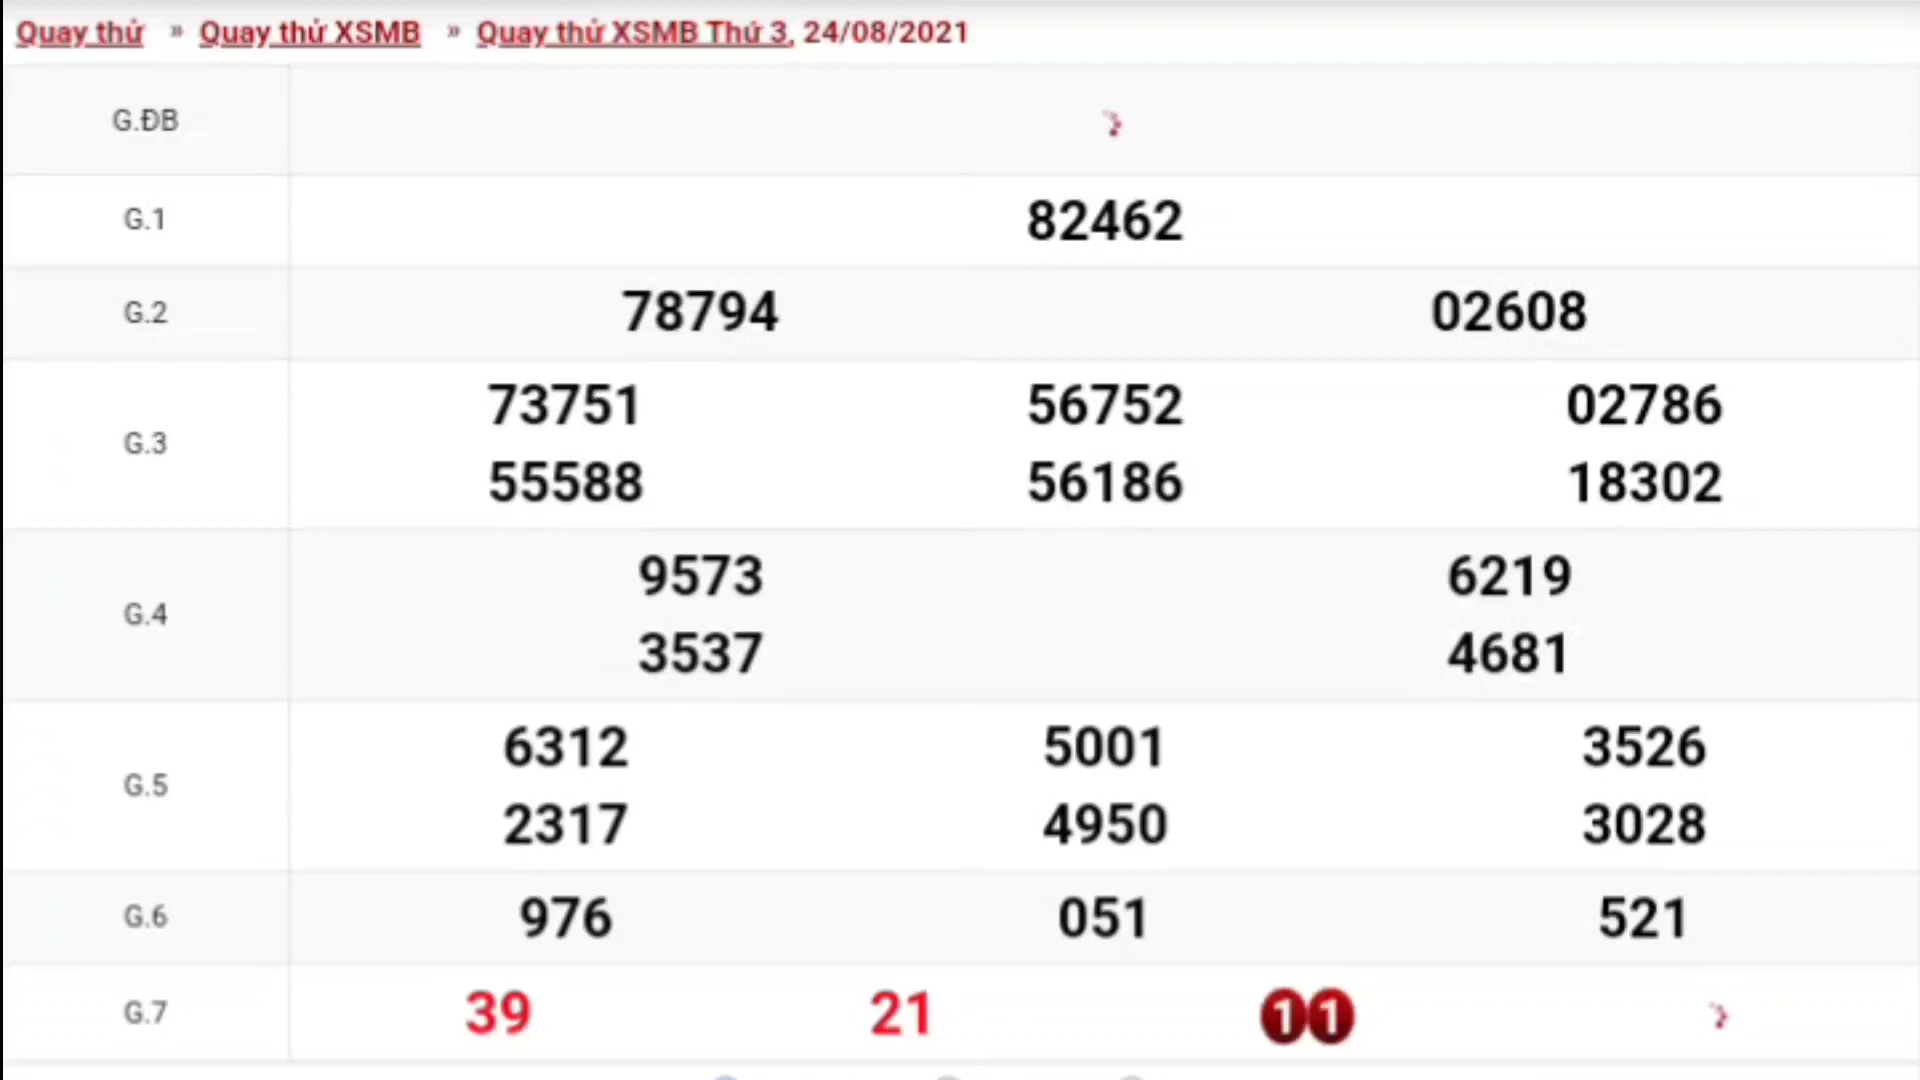 Quay thử » Quay thử XSMB » Quay thử XSMB Thứ 3, 24/08/2021
G.ĐB
G.1 82462
G.2 78794 02608
G.3 73751 56752 02786
55588 56186 18302
G.4 9573 6219
3537 4681
G.5 6312 5001 3526
2317 4950 3028
G.6 976 051 521
G.7 39 21 11